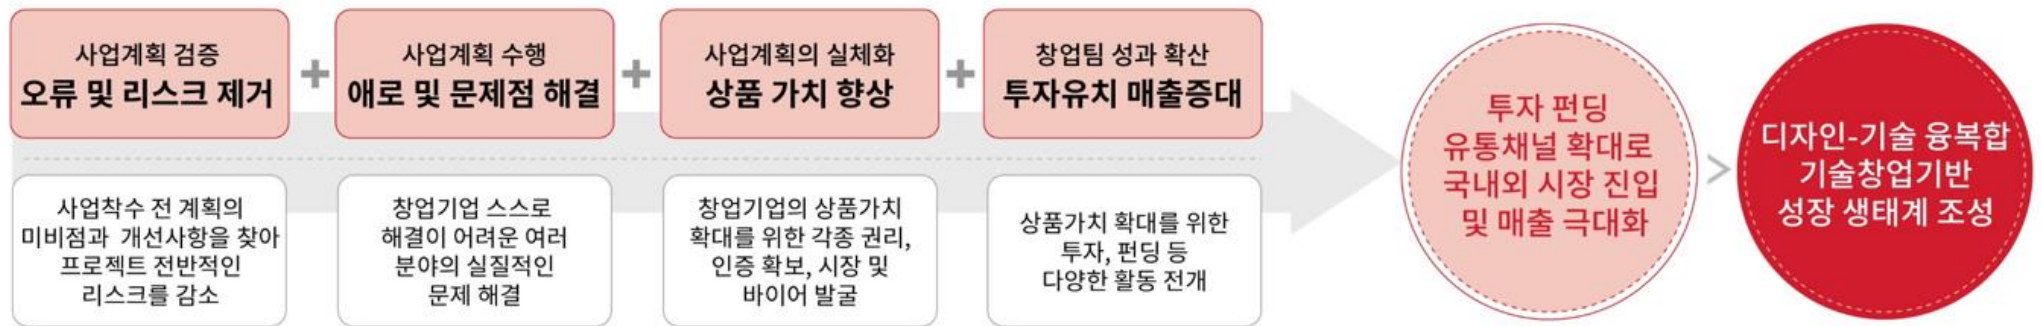 사업계획 검증
오류 및 리스크 제거
+
사업계획 수행
애로 및 문제점 해결
+
사업계획의 실체화
상품 가치 향상
+
창업팀 성과 확산
투자유치 매출증대
사업착수 전 계획의
미비점과 개선사항을 찾아
프로젝트 전반적인
리스크를 감소
창업기업 스스로
해결이 어려운 여러
분야의 실질적인
문제 해결
창업기업의 상품가치
확대를 위한 각종 권리,
인증 확보, 시장 및
바이어 발굴
상품가치 확대를 위한
투자, 펀딩 등
다양한 활동 전개
투자 펀딩
유통채널 확대로
국내외 시장 진입
및 매출 극대화
>
디자인-기술 융복합
기술창업기반
성장 생태계 조성